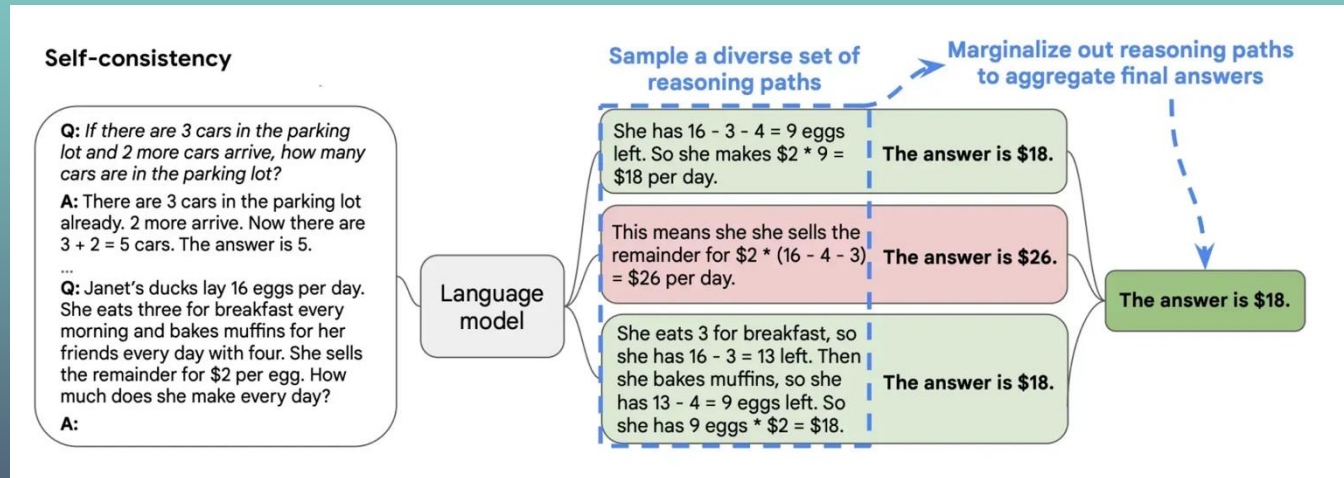 Self-consistency
Sample a diverse set of
reasoning paths
Marginalize out reasoning paths
to aggregate final answers
Q: If there are 3 cars in the parking
lot and 2 more cars arrive, how many
cars are in the parking lot?
A: There are 3 cars in the parking lot
already. 2 more arrive. Now there are
3 + 2 = 5 cars. The answer is 5.
...
Q: Janet's ducks lay 16 eggs per day.
She eats three for breakfast every
morning and bakes muffins for her
friends every day with four. She sells
the remainder for $2 per egg. How
much does she make every day?
A:
Language
model
She has 16 - 3 - 4 = 9 eggs
left. So she makes $2 * 9 =
$18 per day.
The answer is $18.
This means she she sells the
remainder for $2 * (16 - 4 - 3)
= $26 per day.
The answer is $26.
She eats 3 for breakfast, so
she has 16 - 3 = 13 left. Then
she bakes muffins, so she
has 13 - 4 = 9 eggs left. So
she has 9 eggs * $2 = $18.
The answer is $18.
The answer is $18.